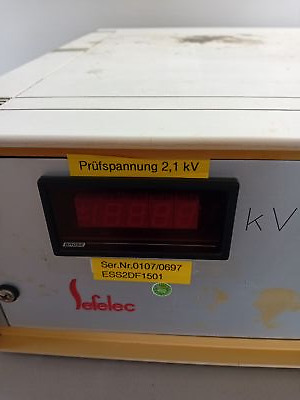 Prüfspannung 2,1 kV
kV
Ser.Nr.0107/0697
ESS2DF1501
Sefelec